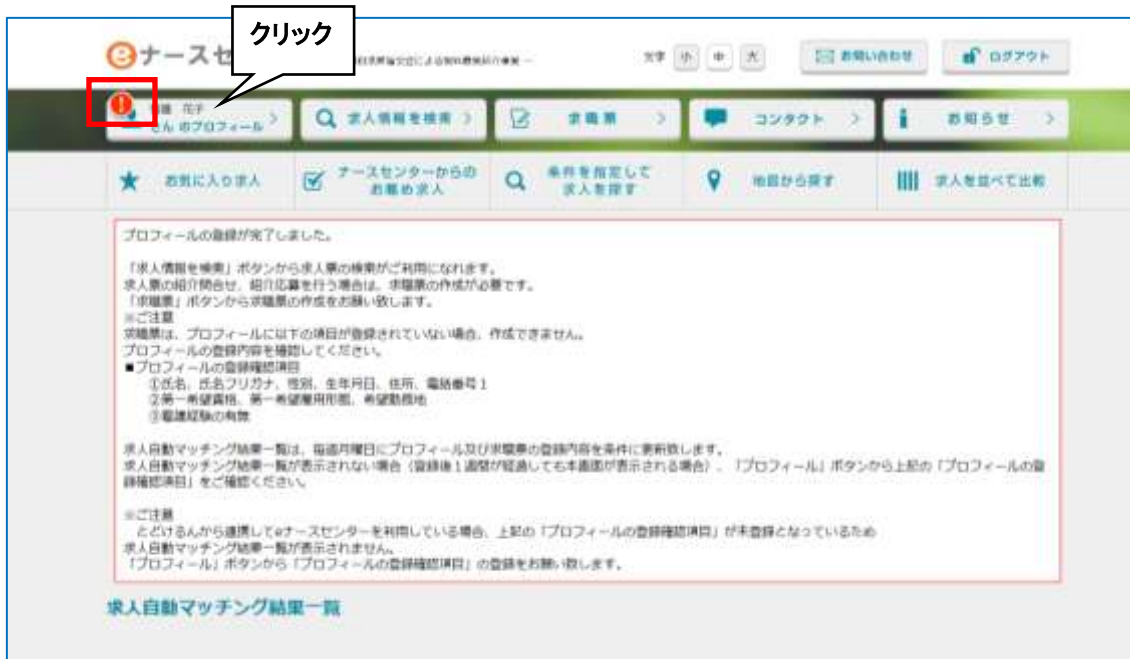 クリック
eナースセ
文字 小 中 大
お問い合わせ
ログアウト
花子
さん のプロフィール
求人情報を検索
求職票
コンタクト
お知らせ
お気に入り求人
ナースセンターからの
お薦め求人
条件を指定して
求人を探す
地図から探す
求人を並べて比較
プロフィールの登録が完了しました。
「求人情報を検索」ボタンから求人票の検索がご利用になれます。
求人票の紹介問合せ、紹介応募を行う場合は、求職票の作成が必要です。
「求職票」ボタンから求職票の作成をお願い致します。
※ご注意
求職票は、プロフィールに以下の項目が登録されていない場合、作成できません。
プロフィールの登録内容を確認してください。
■プロフィールの登録確認項目
①氏名、氏名フリガナ、性別、生年月日、住所、電話番号1
②第一希望資格、第一希望雇用形態、希望勤務地
③看護経験の有無
求人自動マッチング結果一覧は、毎週月曜日にプロフィール及び求職票の登録内容を条件に更新致します。
求人自動マッチング結果一覧が表示されない場合（登録後1週間が経過しても本画面が表示される場合）、「プロフィール」ボタンから上記の「プロフィールの登
録確認項目」をご確認ください。
※ご注意
とどけるんから連携してeナースセンターを利用している場合、上記の「プロフィールの登録確認項目」が未登録となっているため
求人自動マッチング結果一覧が表示されません。
「プロフィール」ボタンから「プロフィールの登録確認項目」の登録をお願い致します。
求人自動マッチング結果一覧